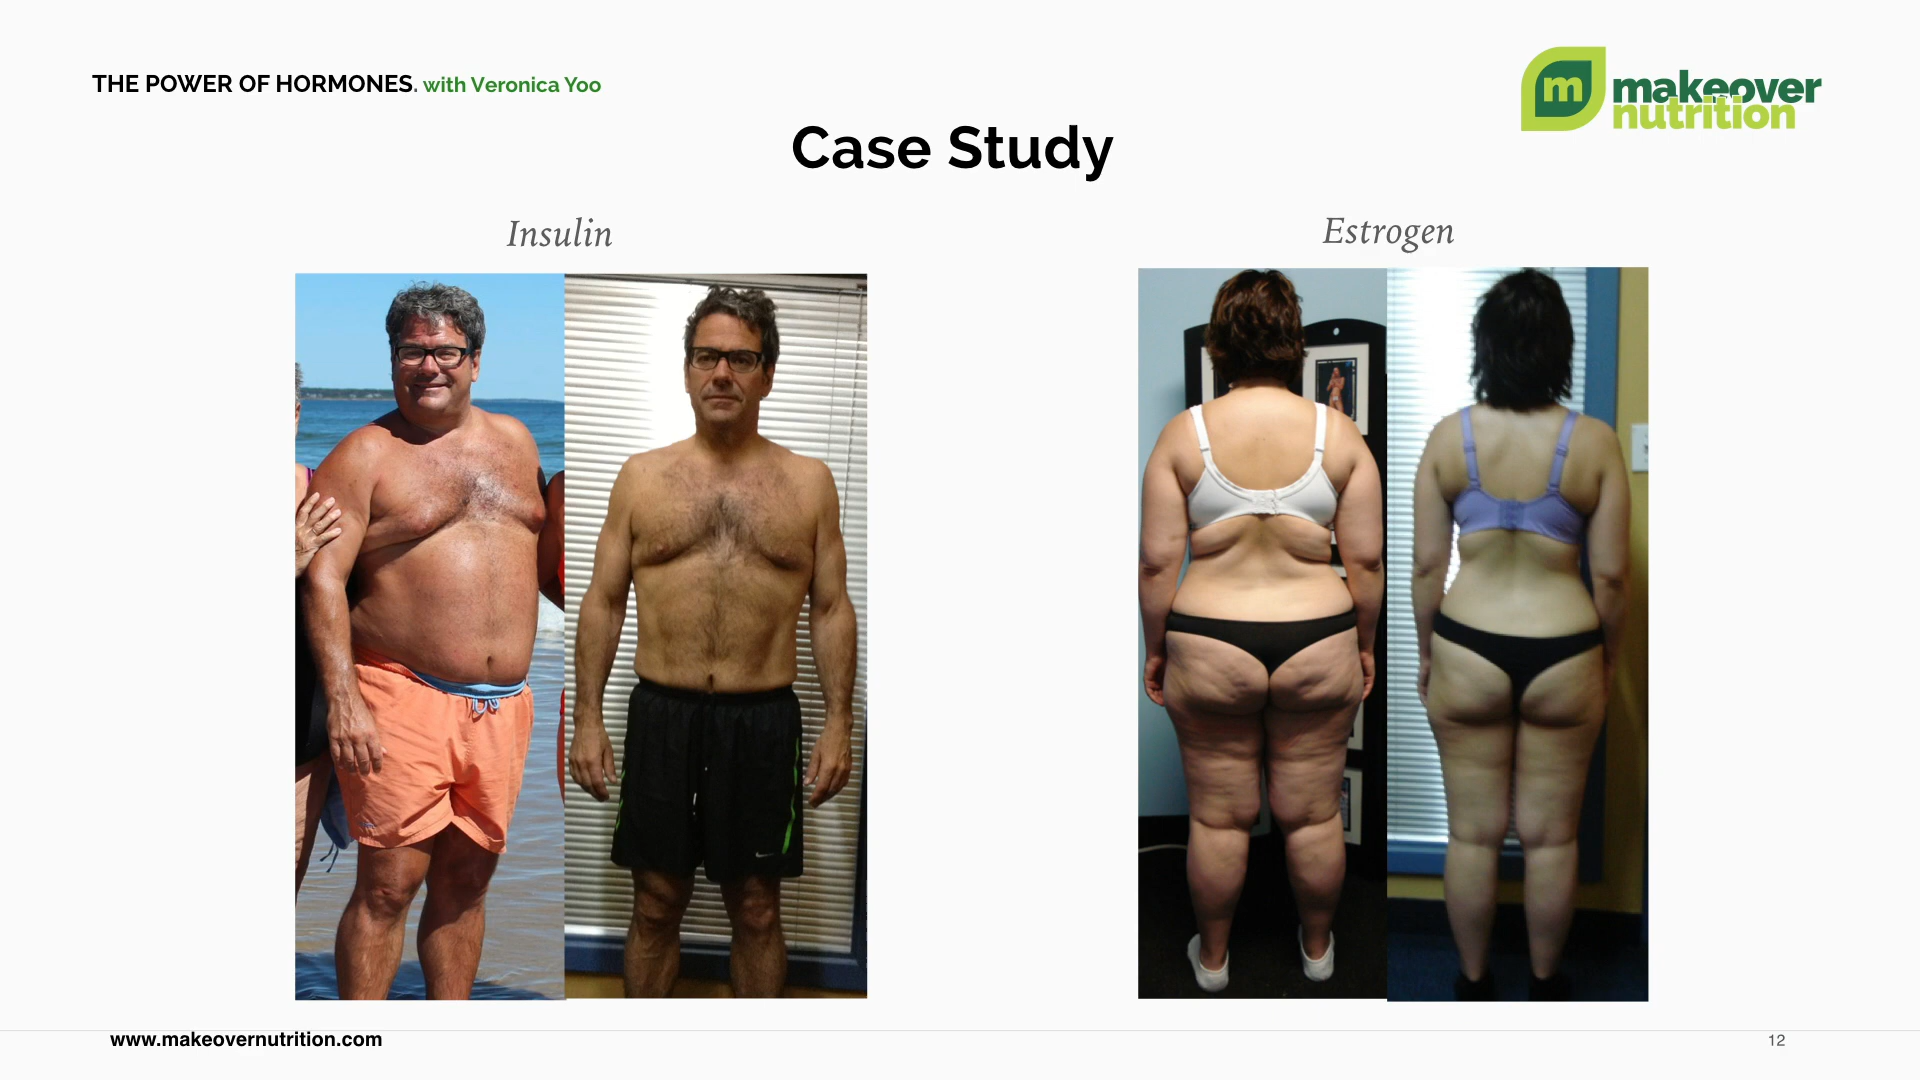 THE POWER OF HORMONES. with Veronica Yoo
m makeover
nutrition
Case Study
Insulin
Estrogen
www.makeovernutrition.com
12